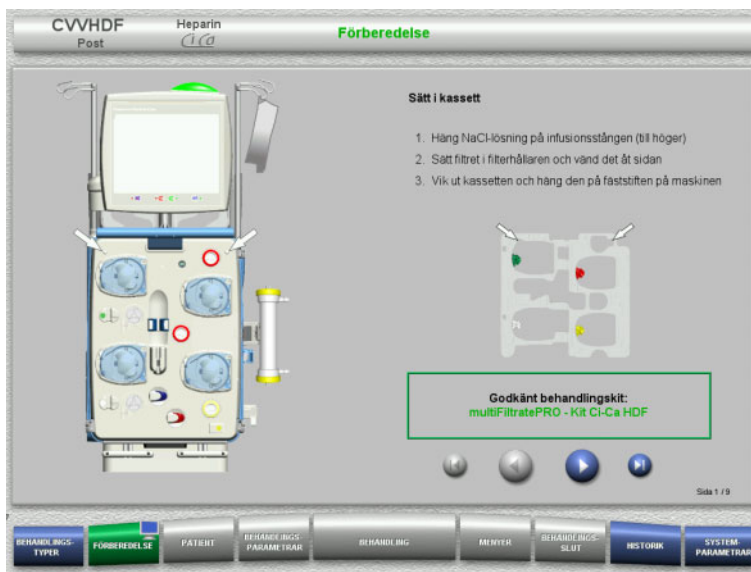 CVVHDF
Post
Heparin
Ci Ca
Förberedelse
Sätt i kassett
1. Häng NaCl-lösning på infusionsstången (till höger)
2. Sätt filtret i filterhållaren och vänd det åt sidan
3. Vik ut kassetten och häng den på fäststiften på maskinen
Godkänt behandlingskit:
multiFiltratePRO - Kit Ci-Ca HDF
Sida 1 / 9
BEHANDLINGS-
TYPER
FÖRBEREDELSE
PATIENT
BEHANDLINGS-
PARAMETRAR
BEHANDLING
MENYER
BEHANDLINGS-
SLUT
HISTORIK
SYSTEM-
PARAMETRAR